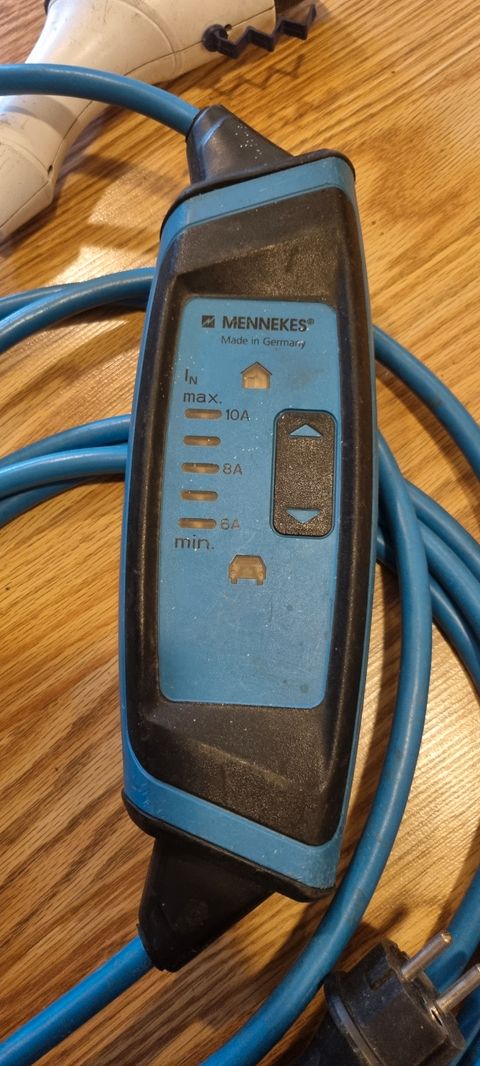 MENNEKES®
Made in Germany
IN
max.
10A
8A
6A
min.